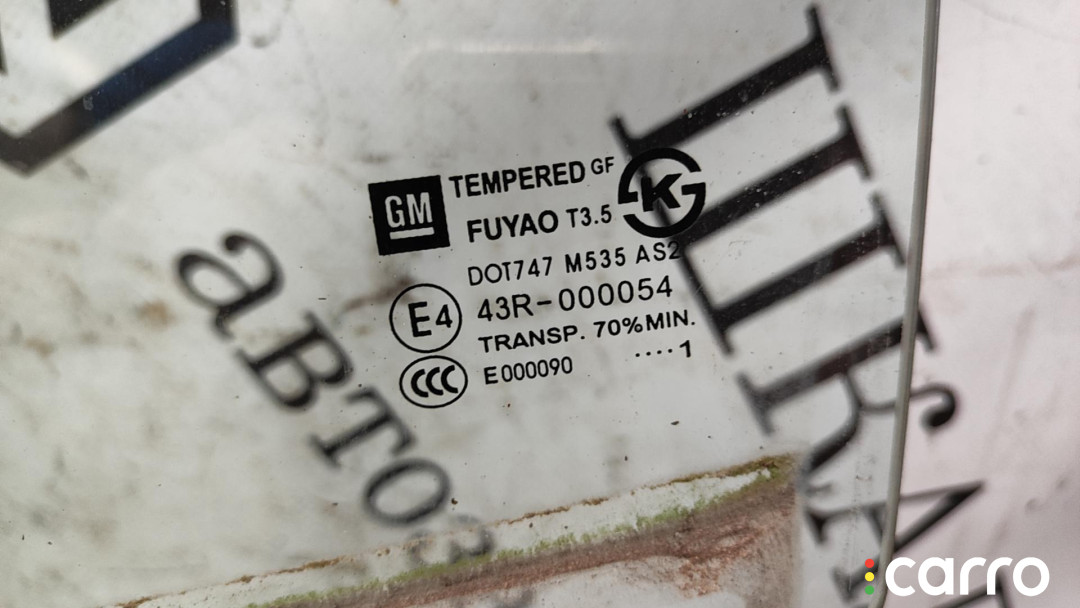 GM
TEMPERED GF
FUYAO T3.5
K
DOT747 M535 AS2
E4
43R-000054
TRANSP. 70%MIN.
CCC
E000090 ....1
carro